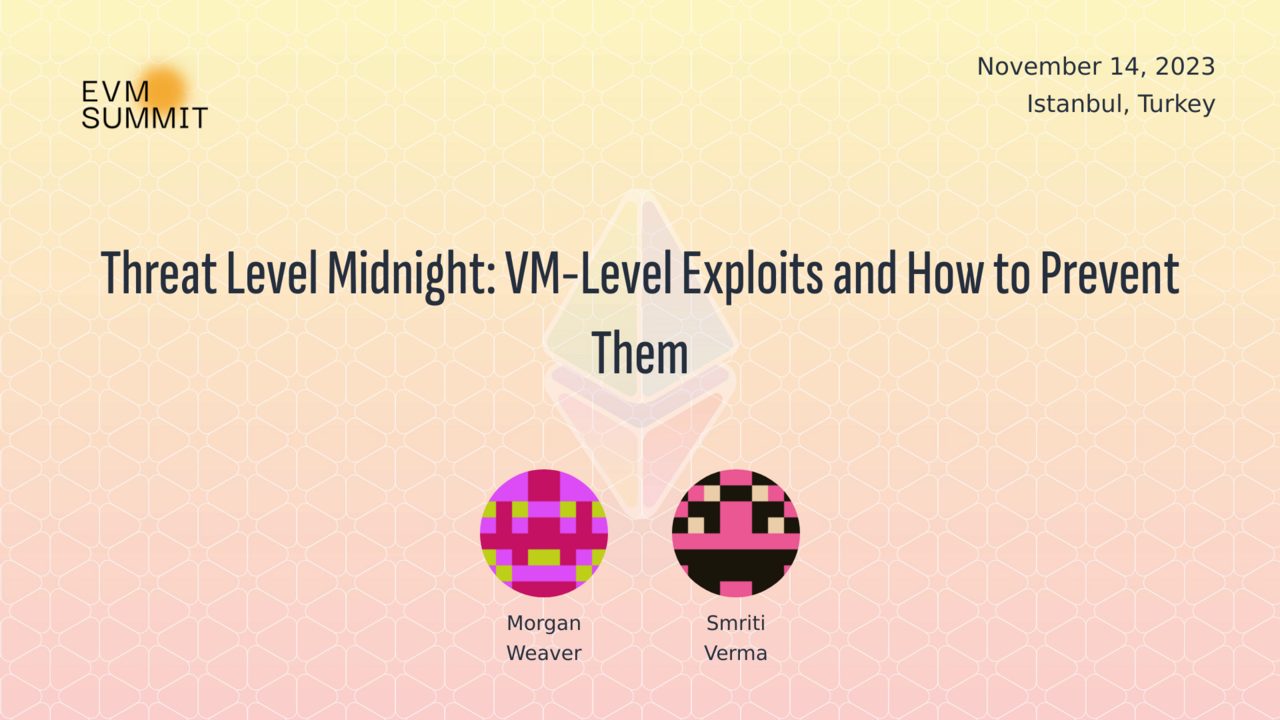 EVM
SUMMIT
November 14, 2023
Istanbul, Turkey
Threat Level Midnight: VM-Level Exploits and How to Prevent
Them
Morgan
Weaver
Smriti
Verma